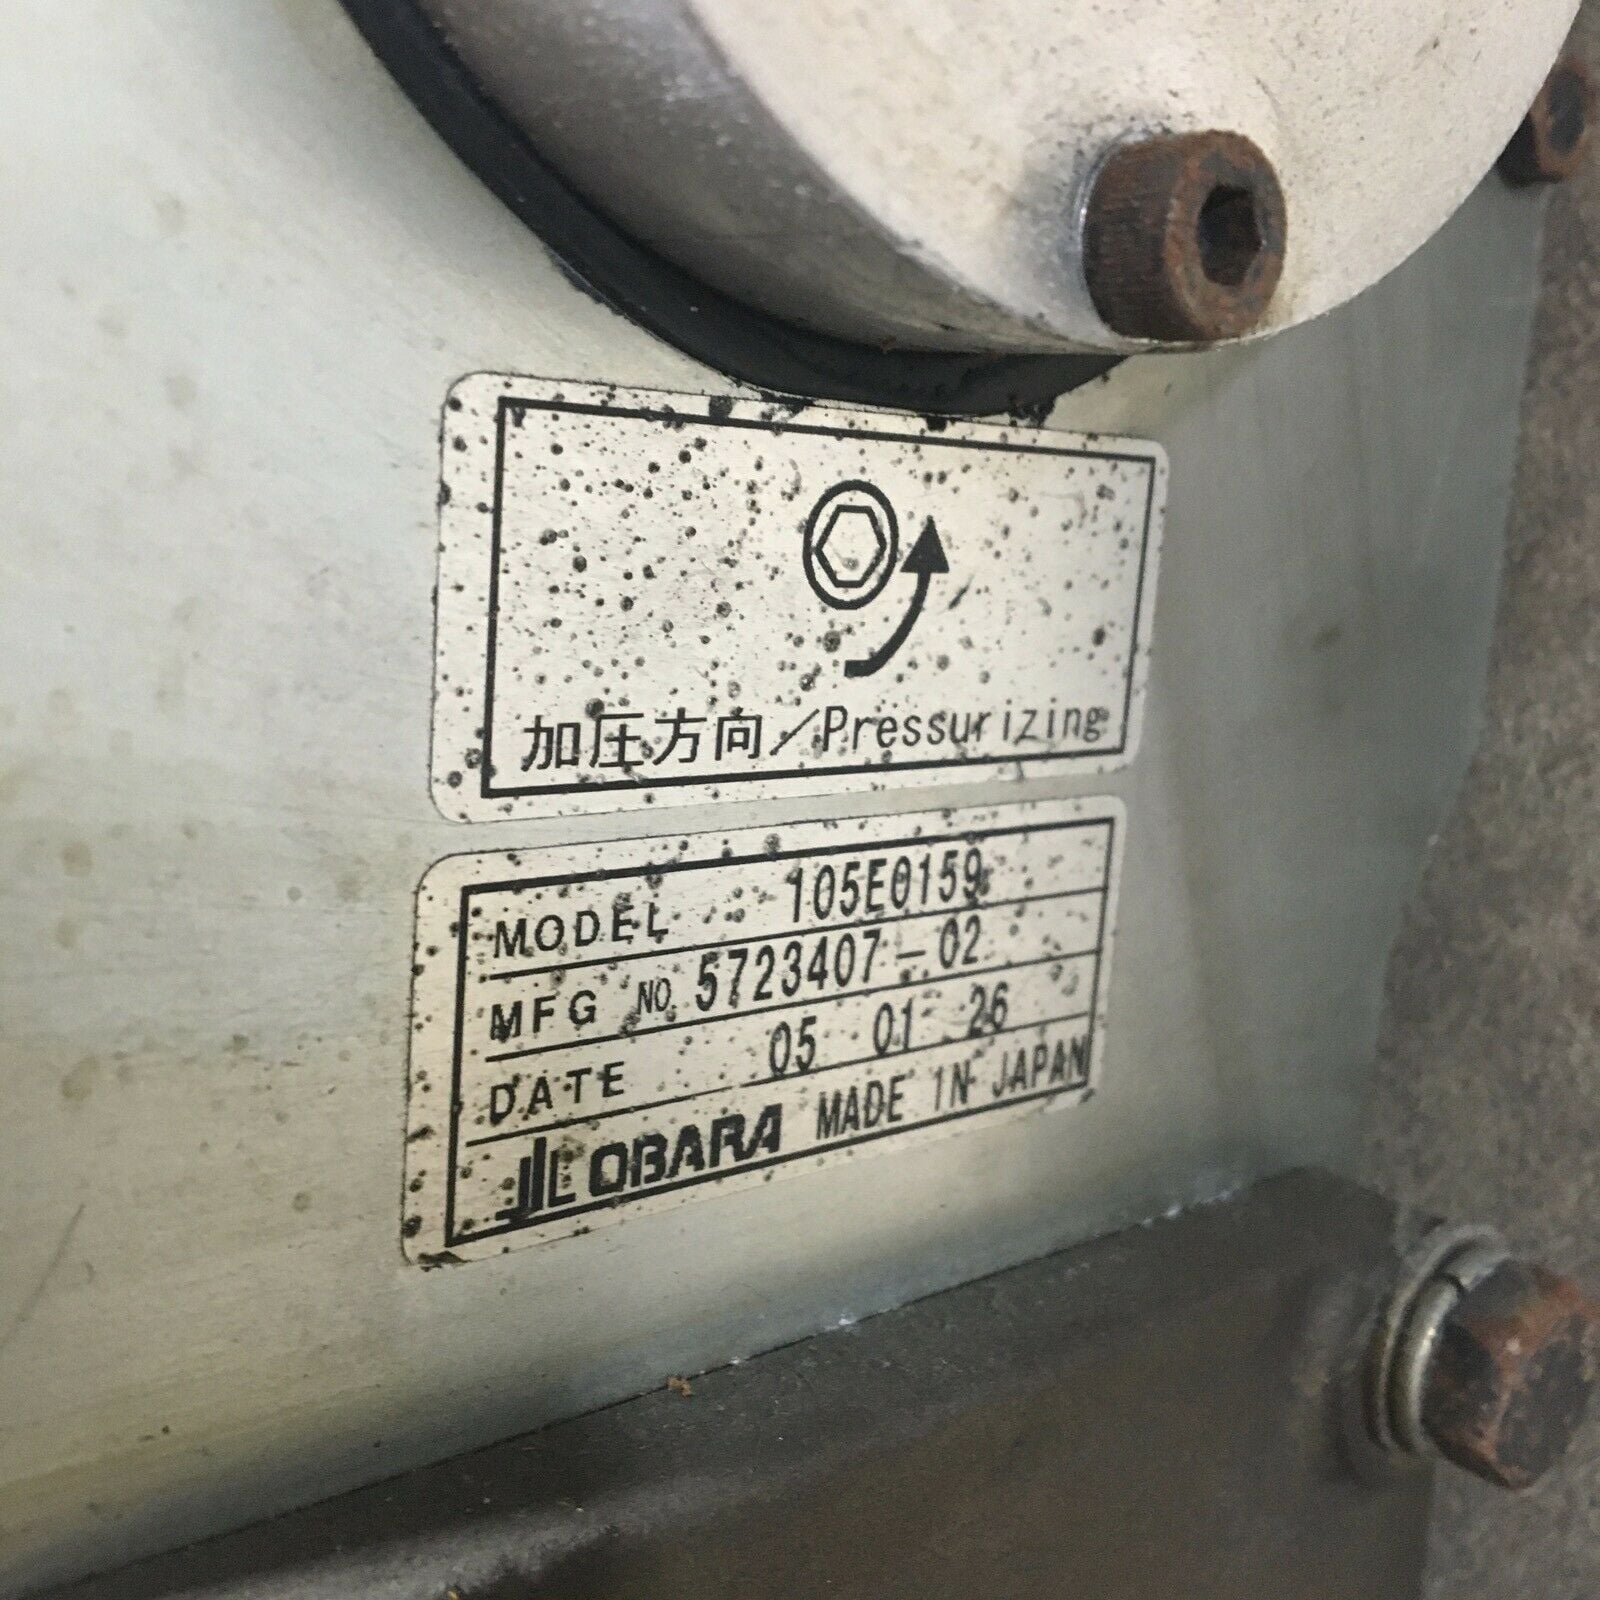 加圧方向/Pressurizing
MODEL 105E0159
MFG NO. 5723407-02
DATE 05 01 26
OBARA MADE IN JAPAN